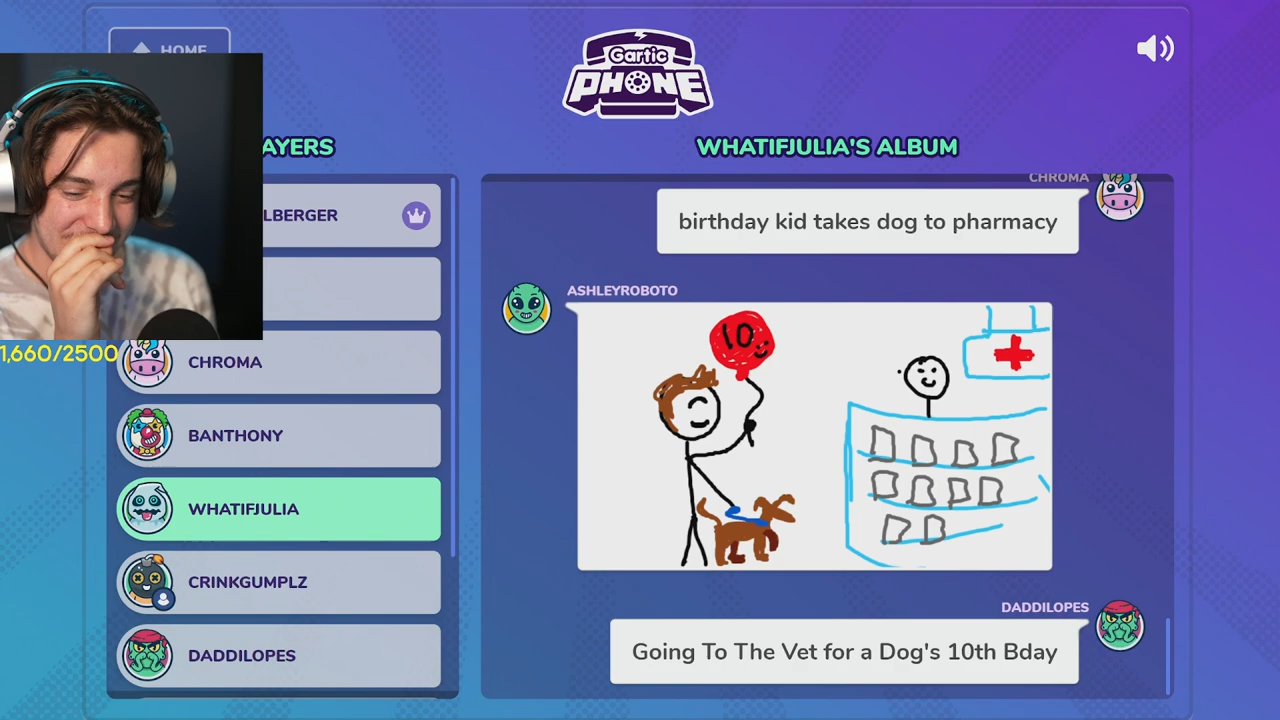 HOME
Gartic
PHONE
AYERS
LBERGER
1,660/2500
CHROMA
BANTHONY
WHATIFJULIA
CRINKGUMPLZ
DADDILOPES
WHATIFJULIA'S ALBUM
CHROMA
birthday kid takes dog to pharmacy
ASHLEYROBOTO
10
DADDILOPES
Going To The Vet for a Dog's 10th Bday